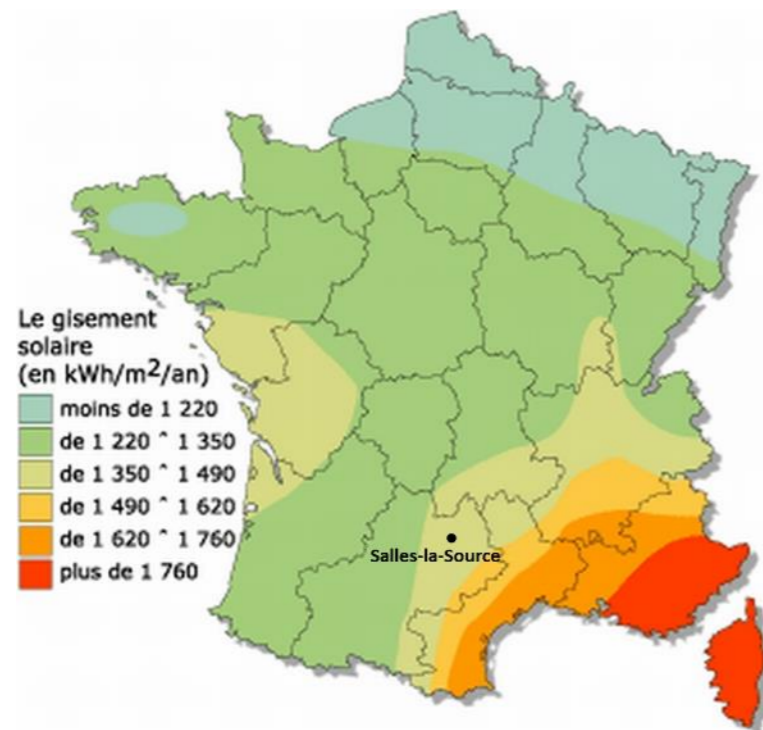 Le gisement
solaire
(en kWh/m²/an)
moins de 1 220
de 1 220 ˆ 1 350
de 1 350 ˆ 1 490
de 1 490 ˆ 1 620
de 1 620 ˆ 1 760
plus de 1 760
Salles-la-Source